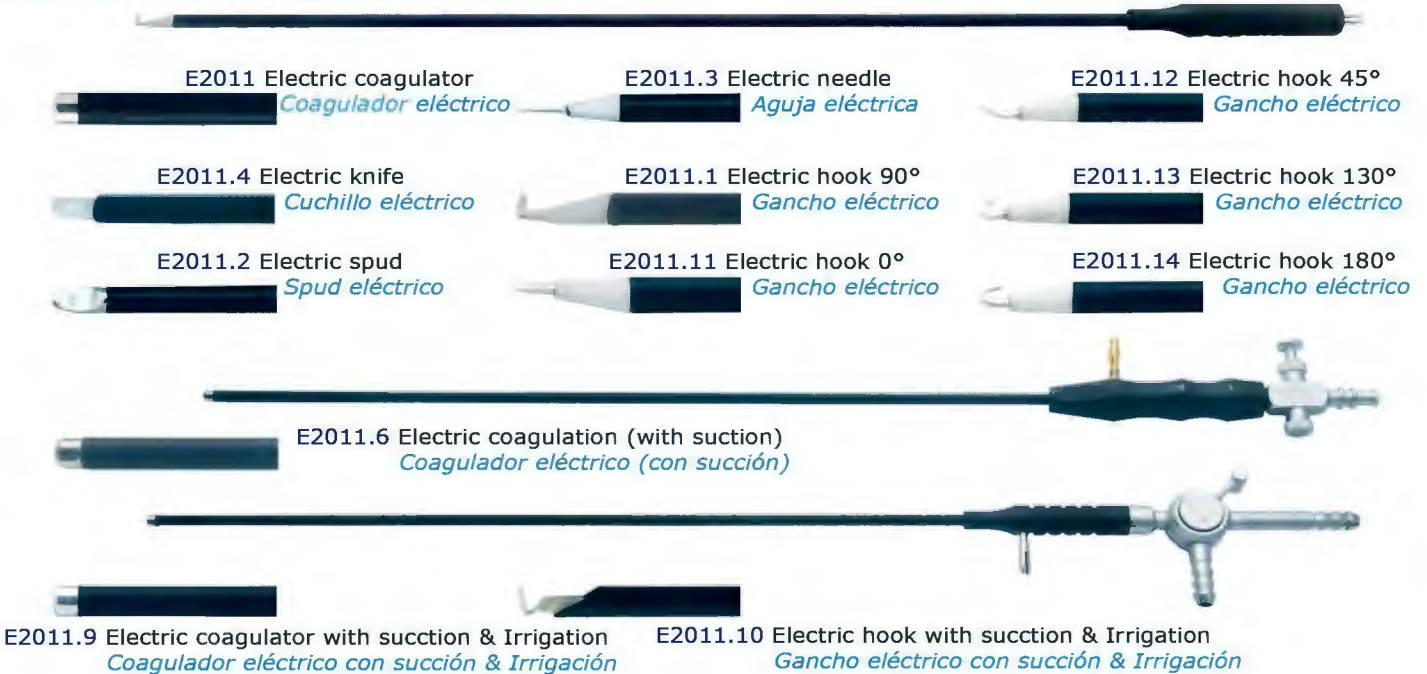 E2011 Electric coagulator
Coagulador eléctrico
E2011.3 Electric needle
Aguja eléctrica
E2011.12 Electric hook 45°
Gancho eléctrico
E2011.4 Electric knife
Cuchillo eléctrico
E2011.1 Electric hook 90°
Gancho eléctrico
E2011.13 Electric hook 130°
Gancho eléctrico
E2011.2 Electric spud
Spud eléctrico
E2011.11 Electric hook 0°
Gancho eléctrico
E2011.14 Electric hook 180°
Gancho eléctrico
E2011.6 Electric coagulation (with suction)
Coagulador eléctrico (con succión)
E2011.9 Electric coagulator with sucction & Irrigation
Coagulador eléctrico con succión & Irrigación
E2011.10 Electric hook with sucction & Irrigation
Gancho eléctrico con succión & Irrigación